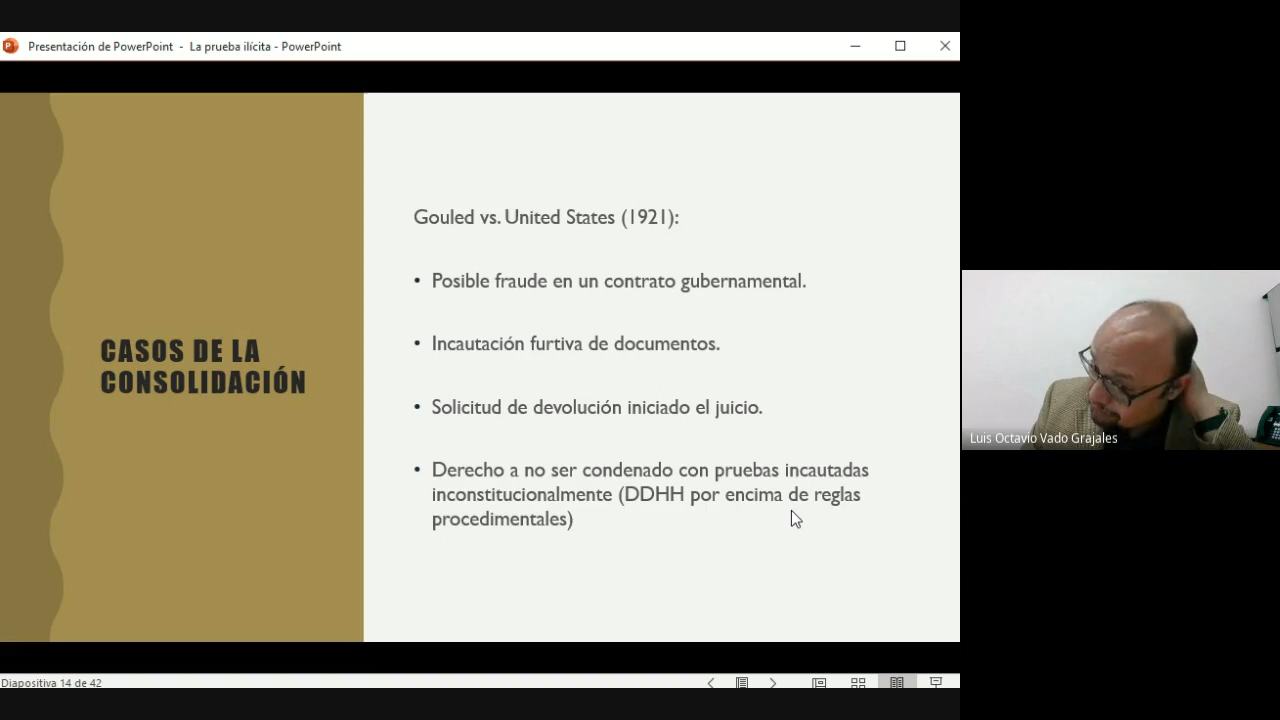 Presentación de PowerPoint - La prueba ilícita - PowerPoint
CASOS DE LA
CONSOLIDACIÓN
Gouled vs. United States (1921):
• Posible fraude en un contrato gubernamental.
• Incautación furtiva de documentos.
• Solicitud de devolución iniciado el juicio.
• Derecho a no ser condenado con pruebas incautadas
inconstitucionalmente (DDHH por encima de reglas
procedimentales)
Luis Octavio Vado Grajales
Diapositiva 14 de 42